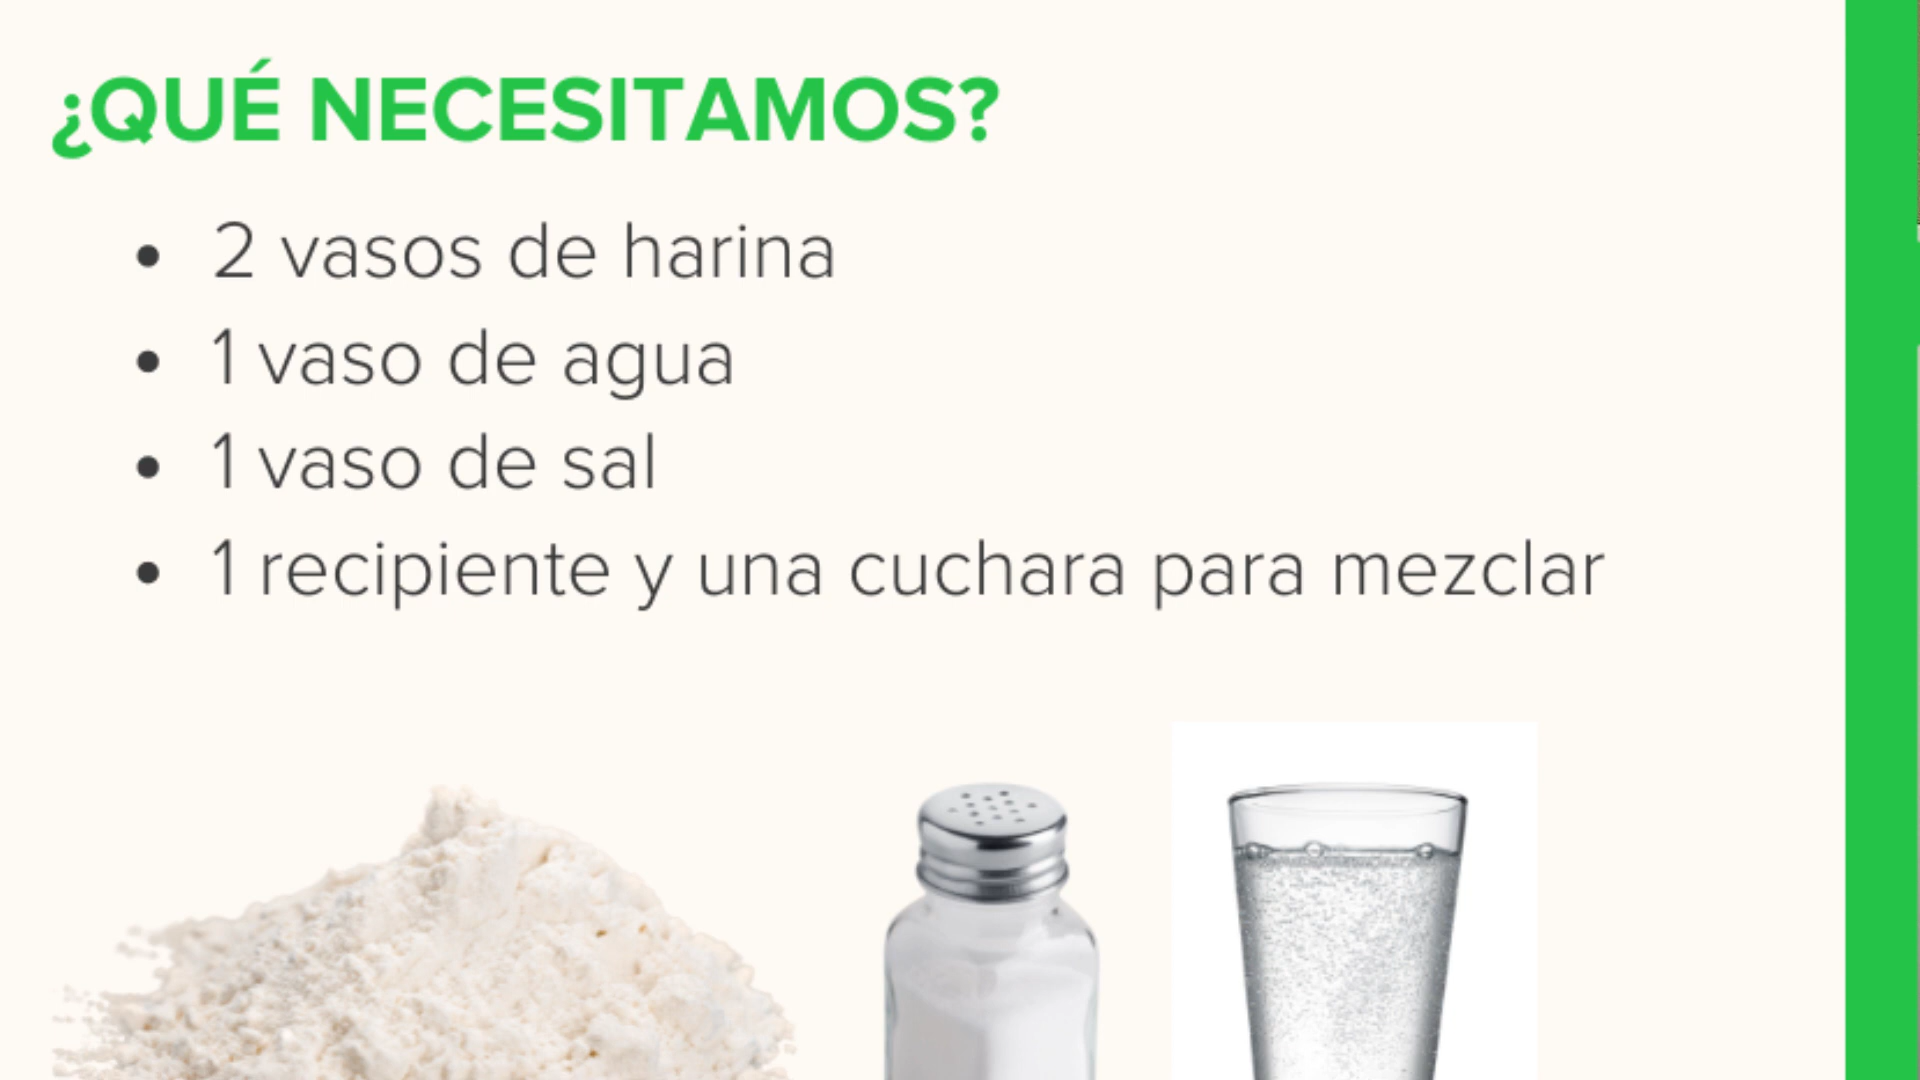 ¿QUÉ NECESITAMOS?
2 vasos de harina
1 vaso de agua
1 vaso de sal
1 recipiente y una cuchara para mezclar